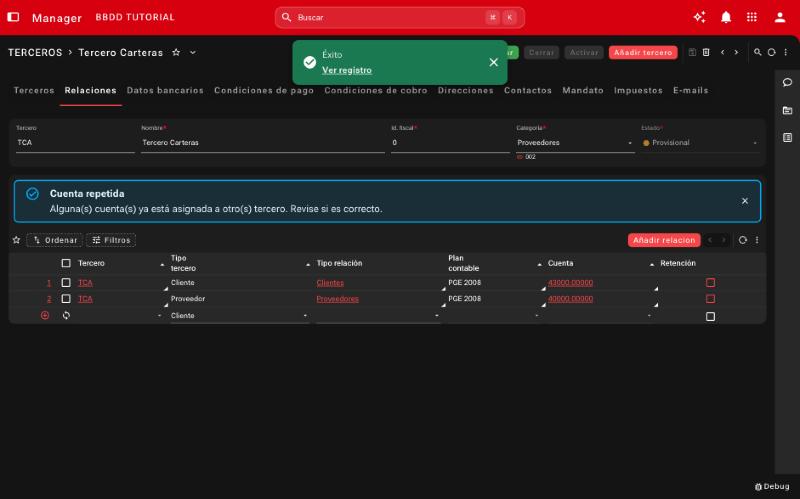 Manager
BBDD TUTORIAL
Buscar
⌘ K
TERCEROS > Tercero Carteras
Cerrar
Activar
Añadir tercero
Éxito
Ver registro
Terceros
Relaciones
Datos bancarios
Condiciones de pago
Condiciones de cobro
Direcciones
Contactos
Mandato
Impuestos
E-mails
Tercero
Nombre*
Id. fiscal*
Categoría*
Estado*
TCA
Tercero Carteras
0
Proveedores
Provisional
002
Cuenta repetida
Alguna(s) cuenta(s) ya está asignada a otro(s) tercero. Revise si es correcto.
Ordenar
Filtros
Añadir relación
Tercero
Tipo tercero
Tipo relación
Plan contable
Cuenta
Retención
1 TCA Cliente Clientes PGE 2008 43000.00000
2 TCA Proveedor Proveedores PGE 2008 40000.00000
Cliente
Debug